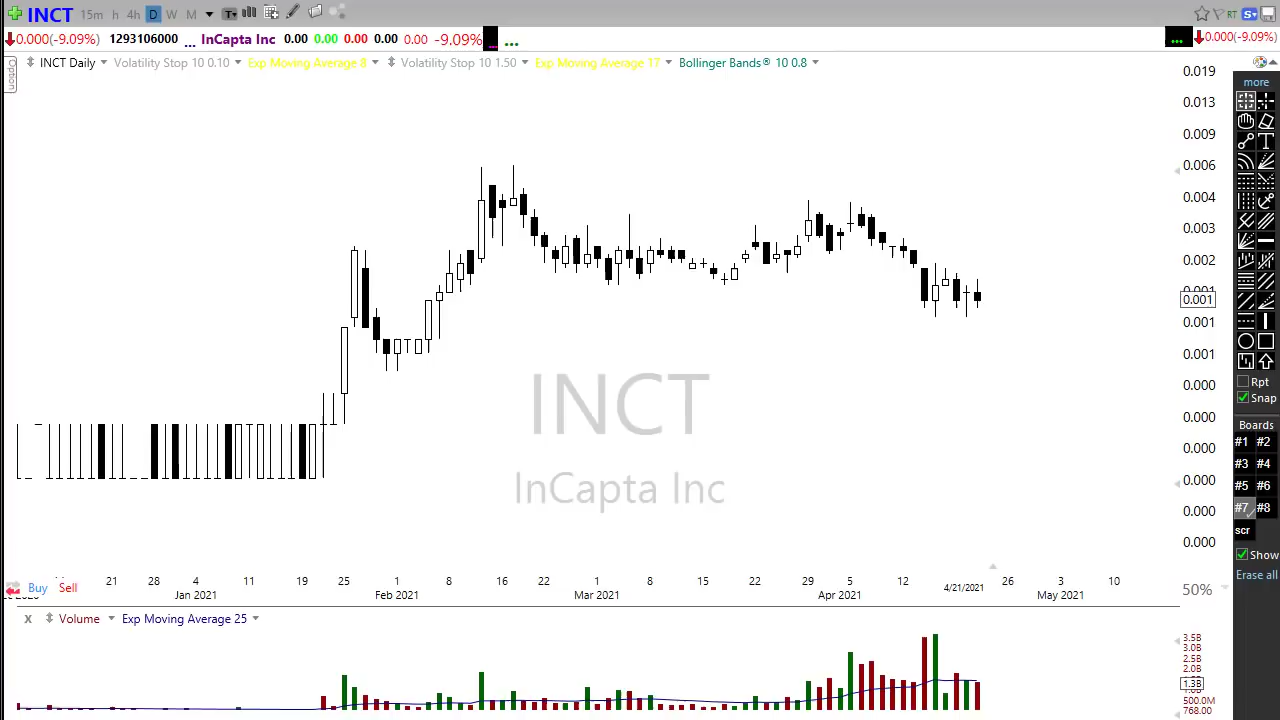 INCT 15m h 4h D W M T RT S
0.000(-9.09%) 1293106000 ... InCapta Inc 0.00 0.00 0.00 0.00 0.00 -9.09% ... ... ... 0.000(-9.09%)
Option
INCT Daily Volatility Stop 10 0.10 Exp Moving Average 8 Volatility Stop 10 1.50 Exp Moving Average 17 Bollinger Bands® 10 0.8
0.019
0.013
0.009
0.006
0.004
0.003
0.002
0.001
0.001
0.001
0.000
0.000
0.000
0.000
0.000
0.000
INCT
InCapta Inc
more
T
Rpt
Snap
Boards
#1 #2
#3 #4
#5 #6
#7 #8
scr
Show
Erase all
Buy Sell
21 28 4 11 19 25 1 8 16 22 1 8 15 22 29 5 12 4/21/2021 26 3 10
2020 Jan 2021 Feb 2021 Mar 2021 Apr 2021 May 2021
50%
X Volume Exp Moving Average 25
3.5B
3.0B
2.5B
2.0B
1.3B
500.0M
768.00